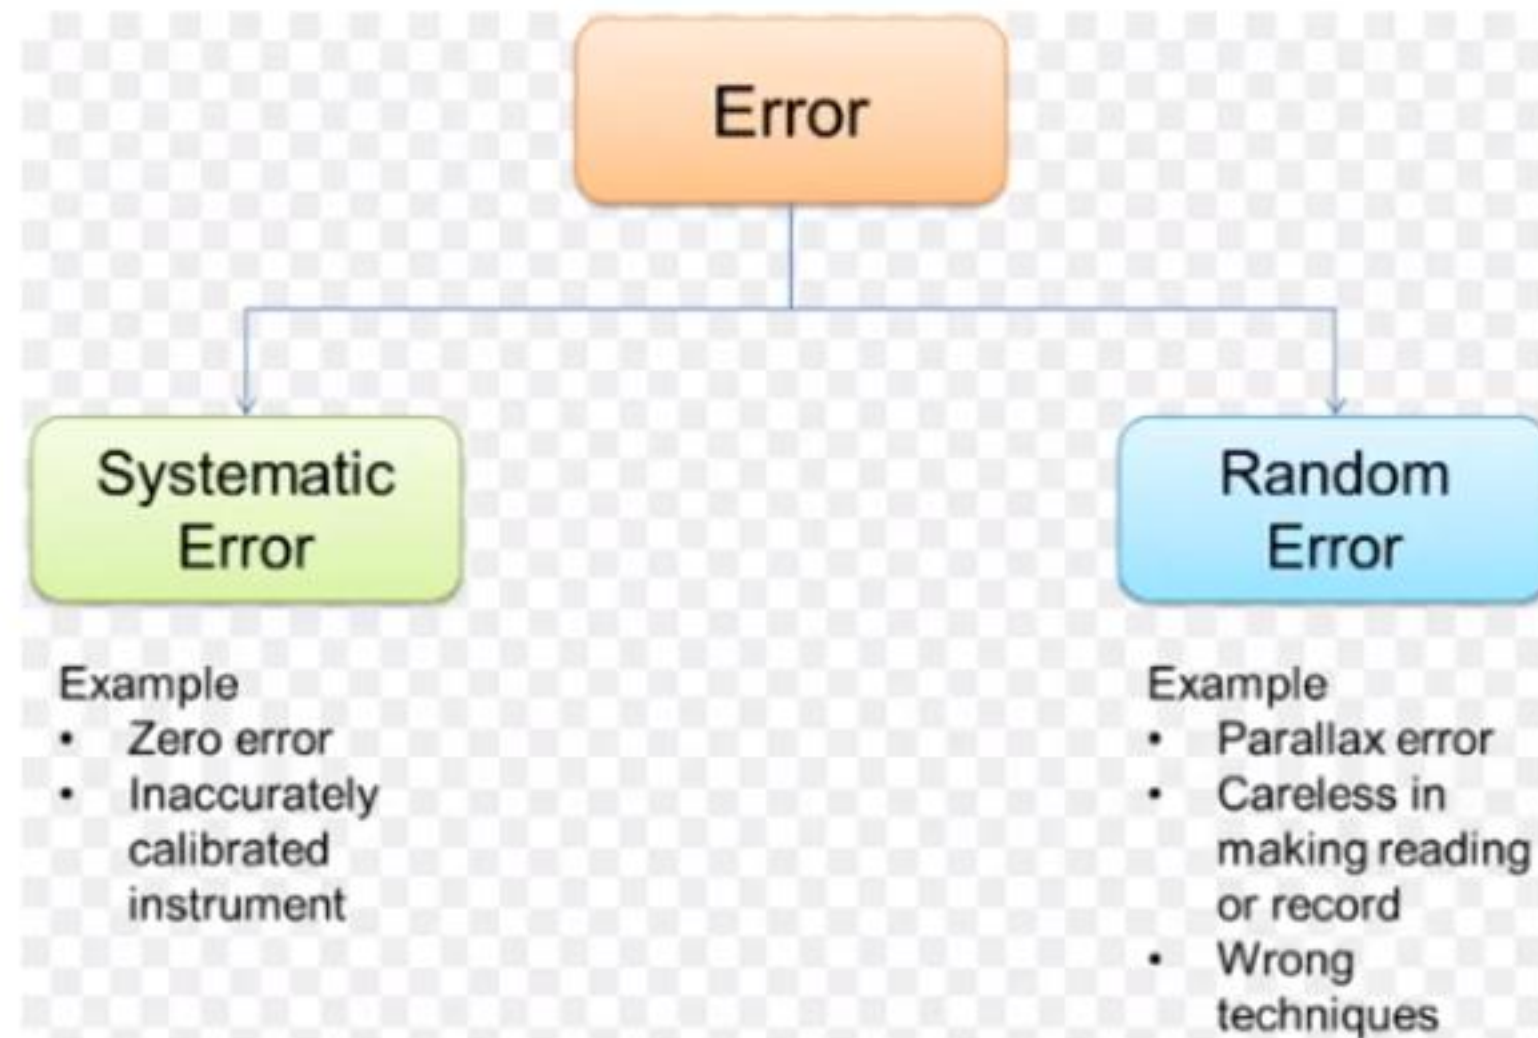 Error
Systematic
Error
Random
Error
Example
• Zero error
• Inaccurately
calibrated
instrument
Example
• Parallax error
• Careless in
making reading
or record
• Wrong
techniques